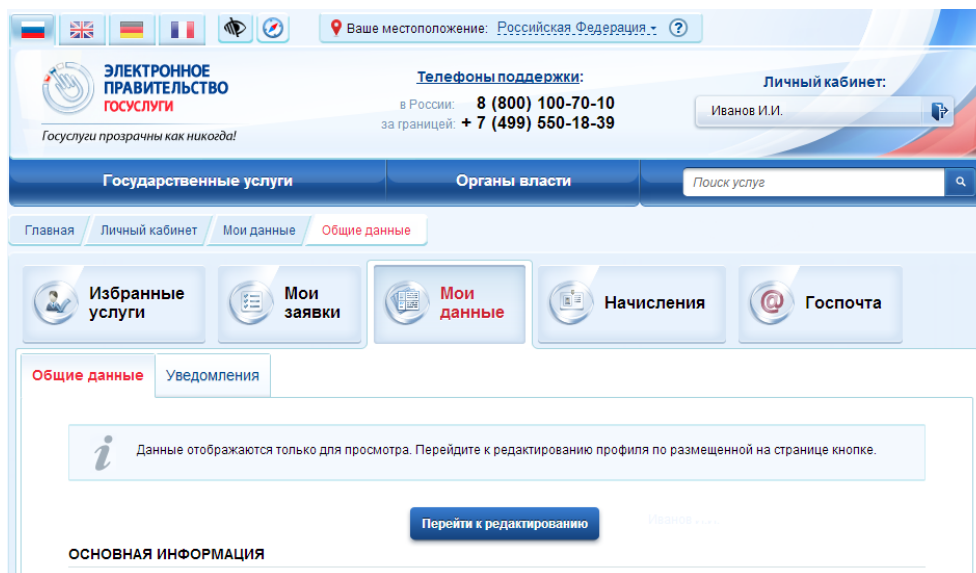 Ваше местоположение: Российская Федерация ?
ЭЛЕКТРОННОЕ
ПРАВИТЕЛЬСТВО
ГОСУСЛУГИ
Госуслуги прозрачны как никогда!
Телефоны поддержки:
в России: 8 (800) 100-70-10
за границей: + 7 (499) 550-18-39
Личный кабинет:
Иванов И.И.
Государственные услуги
Органы власти
Поиск услуг
Главная
Личный кабинет
Мои данные
Общие данные
Избранные
услуги
Мои
заявки
Мои
данные
Начисления
@
Госпочта
Общие данные
Уведомления
i
Данные отображаются только для просмотра. Перейдите к редактированию профиля по размещенной на странице кнопке.
Перейти к редактированию
Иванов
ОСНОВНАЯ ИНФОРМАЦИЯ